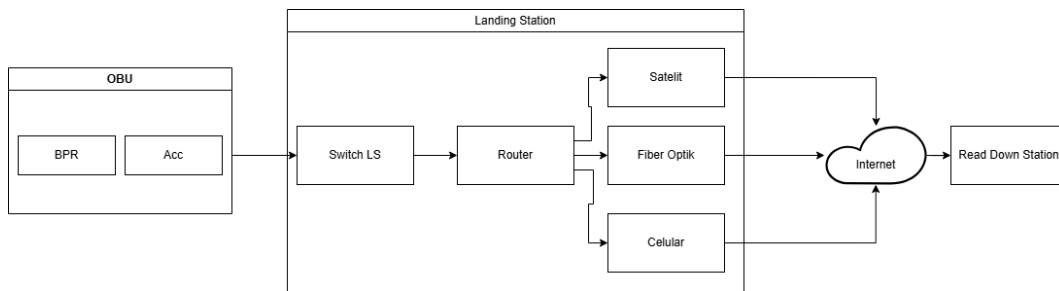 Landing Station
OBU
BPR
Acc
Switch LS
Router
Satelit
Fiber Optik
Celular
Internet
Read Down Station